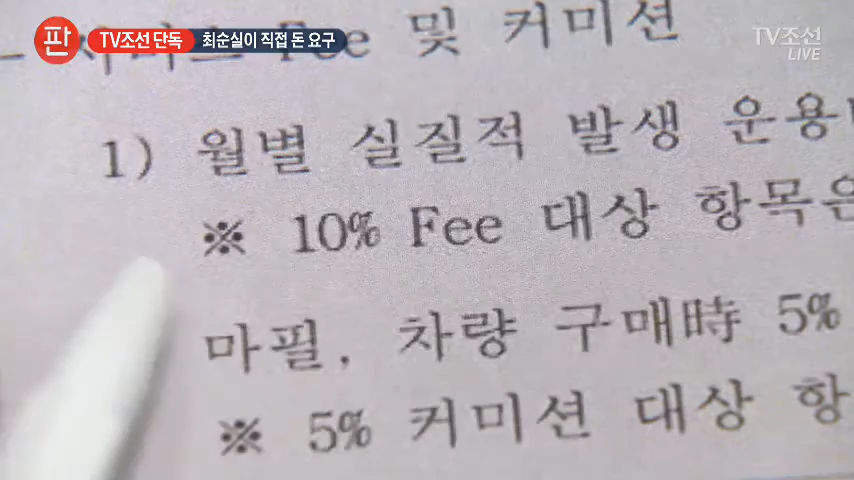 판 TV조선 단독 최순실이 직접 돈 요구
TV조선
LIVE
Fee 및 커미션
1) 월별 실질적 발생 운용
※ 10% Fee 대상 항목은
마필, 차량 구매時 5%
※ 5% 커미션 대상 항